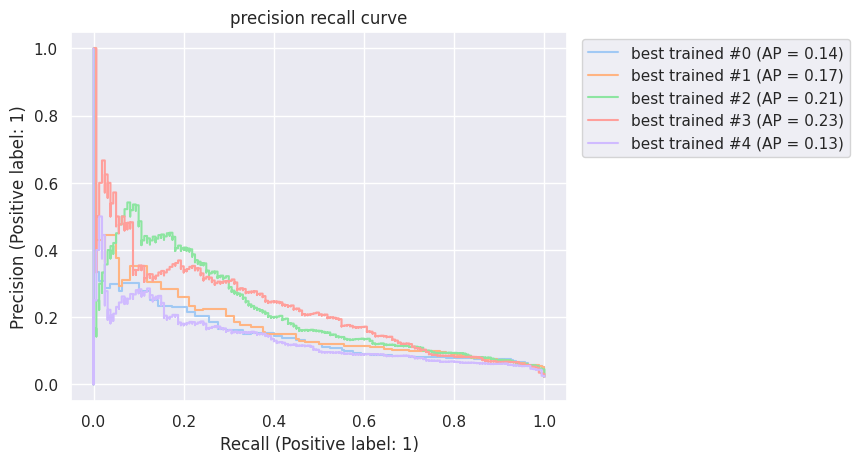 precision recall curve
1.0
0.8
0.6
0.4
0.2
0.0
Precision (Positive label: 1)
0.0 0.2 0.4 0.6 0.8 1.0
Recall (Positive label: 1)
best trained #0 (AP = 0.14)
best trained #1 (AP = 0.17)
best trained #2 (AP = 0.21)
best trained #3 (AP = 0.23)
best trained #4 (AP = 0.13)